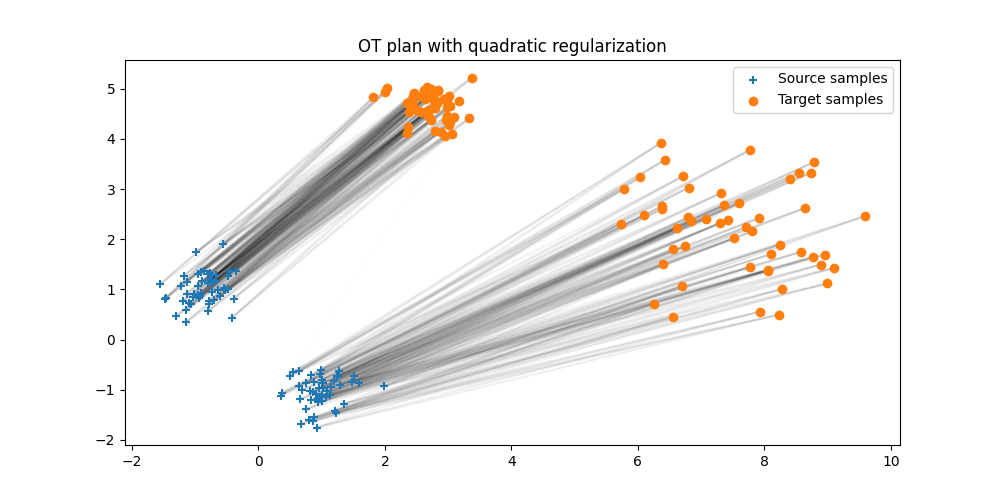 OT plan with quadratic regularization
Source samples
Target samples
5
4
3
2
1
0
−1
−2
−2 0 2 4 6 8 10